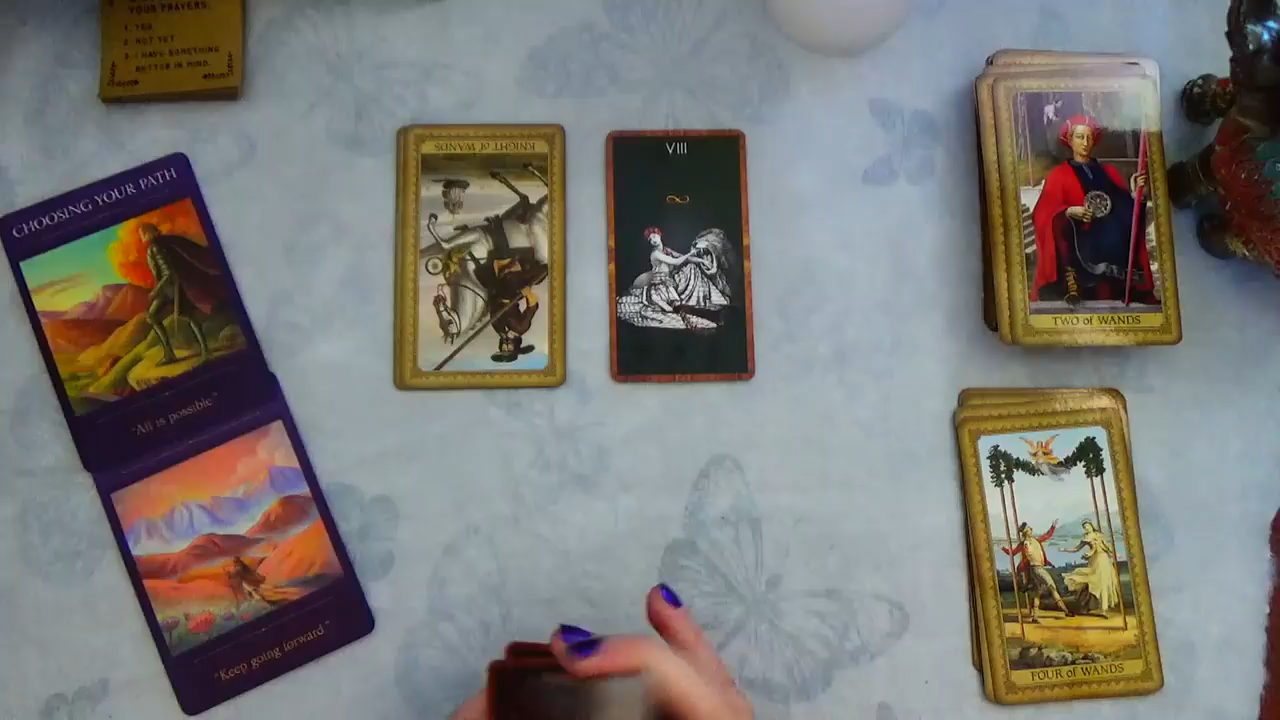 YOUR PRAYERS:
1. YES
2. NOT YET
3. I HAVE SOMETHING
BETTER IN MIND.
CHOOSING YOUR PATH
"All is possible."
"Keep going forward."
KNIGHT of WANDS
VIII
TWO of WANDS
FOUR of WANDS